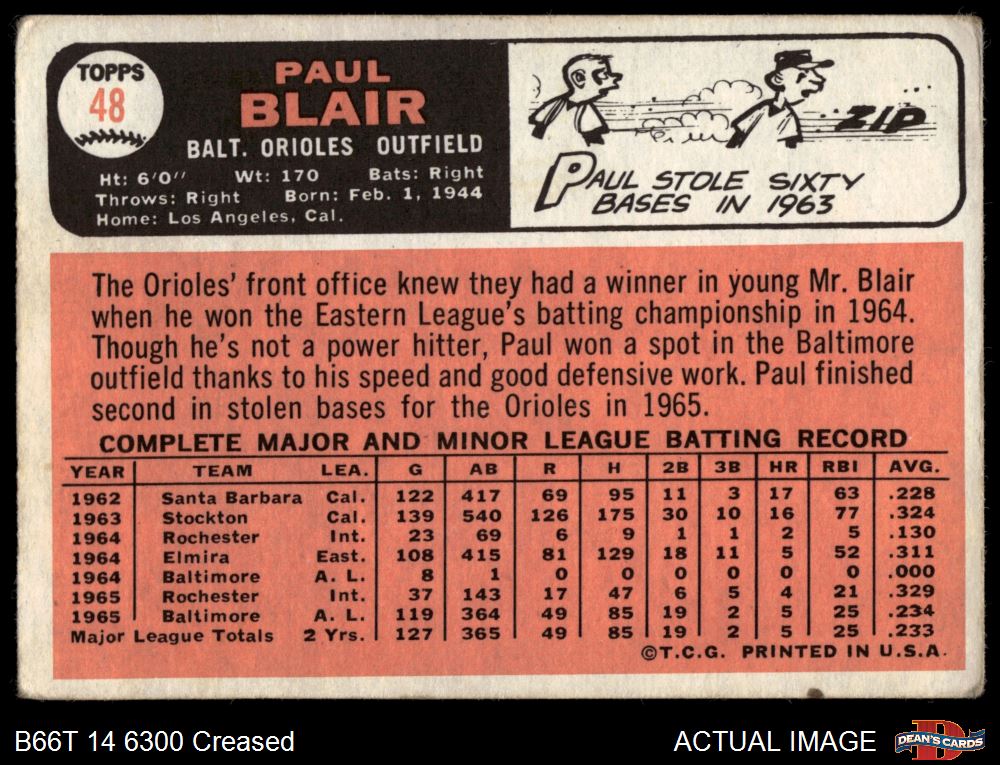 TOPPS
48
PAUL
BLAIR
BALT. ORIOLES OUTFIELD
Ht: 6'0" Wt: 170 Bats: Right
Throws: Right Born: Feb. 1, 1944
Home: Los Angeles, Cal.
ZIP
PAUL STOLE SIXTY
BASES IN 1963
The Orioles' front office knew they had a winner in young Mr. Blair
when he won the Eastern League's batting championship in 1964.
Though he's not a power hitter, Paul won a spot in the Baltimore
outfield thanks to his speed and good defensive work. Paul finished
second in stolen bases for the Orioles in 1965.
COMPLETE MAJOR AND MINOR LEAGUE BATTING RECORD
YEAR TEAM LEA. G AB R H 2B 3B HR RBI AVG.
1962 Santa Barbara Cal. 122 417 69 95 11 3 17 63 .228
1963 Stockton Cal. 139 540 126 175 30 10 16 77 .324
1964 Rochester Int. 23 69 6 9 1 1 2 5 .130
1964 Elmira East. 108 415 81 129 18 11 5 52 .311
1964 Baltimore A. L. 8 1 0 0 0 0 0 0 .000
1965 Rochester Int. 37 143 17 47 6 5 4 21 .329
1965 Baltimore A. L. 119 364 49 85 19 2 5 25 .234
Major League Totals 2 Yrs. 127 365 49 85 19 2 5 25 .233
©T.C.G. PRINTED IN U.S.A.
B66T 14 6300 Creased
ACTUAL IMAGE
D
DEAN'S CARDS